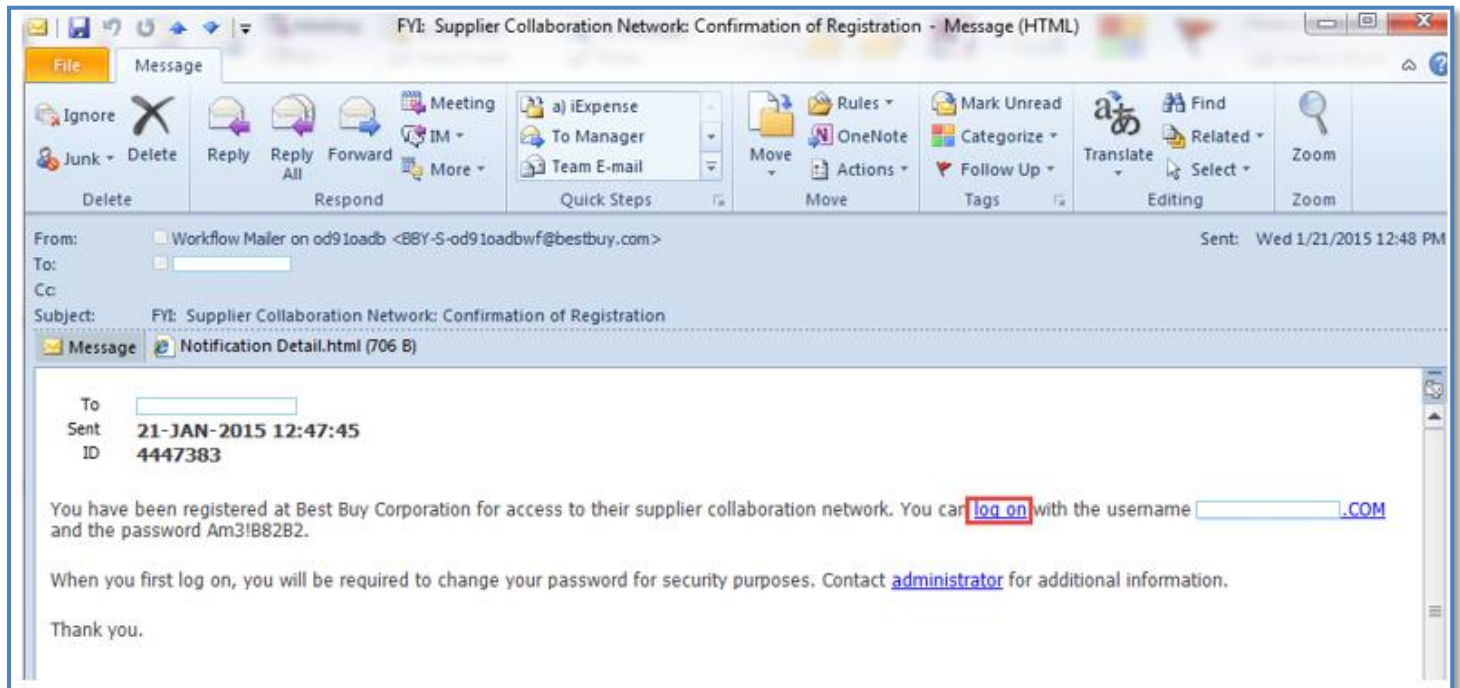 FYI: Supplier Collaboration Network: Confirmation of Registration - Message (HTML)
File Message
Ignore
Junk
Delete
Reply
Reply All
Forward
Meeting
IM
More
a) iExpense
To Manager
Team E-mail
Move
Rules
OneNote
Actions
Mark Unread
Categorize
Follow Up
Translate
Find
Related
Select
Zoom
Delete Respond Quick Steps Move Tags Editing Zoom
From: Workflow Mailer on od91oadb <BBY-S-od91oadbwf@bestbuy.com> Sent: Wed 1/21/2015 12:48 PM
To:
Cc:
Subject: FYI: Supplier Collaboration Network: Confirmation of Registration
Message Notification Detail.html (706 B)
To
Sent 21-JAN-2015 12:47:45
ID 4447383
You have been registered at Best Buy Corporation for access to their supplier collaboration network. You can log on with the username .COM
and the password Am3!B82B2.
When you first log on, you will be required to change your password for security purposes. Contact administrator for additional information.
Thank you.